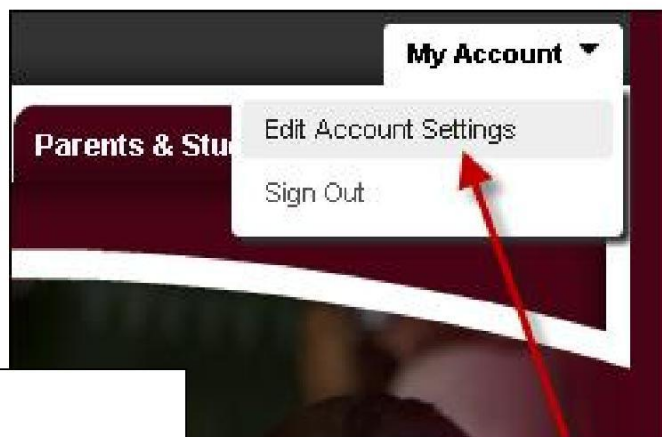 My Account
Edit Account Settings
Parents & Stu
Sign Out